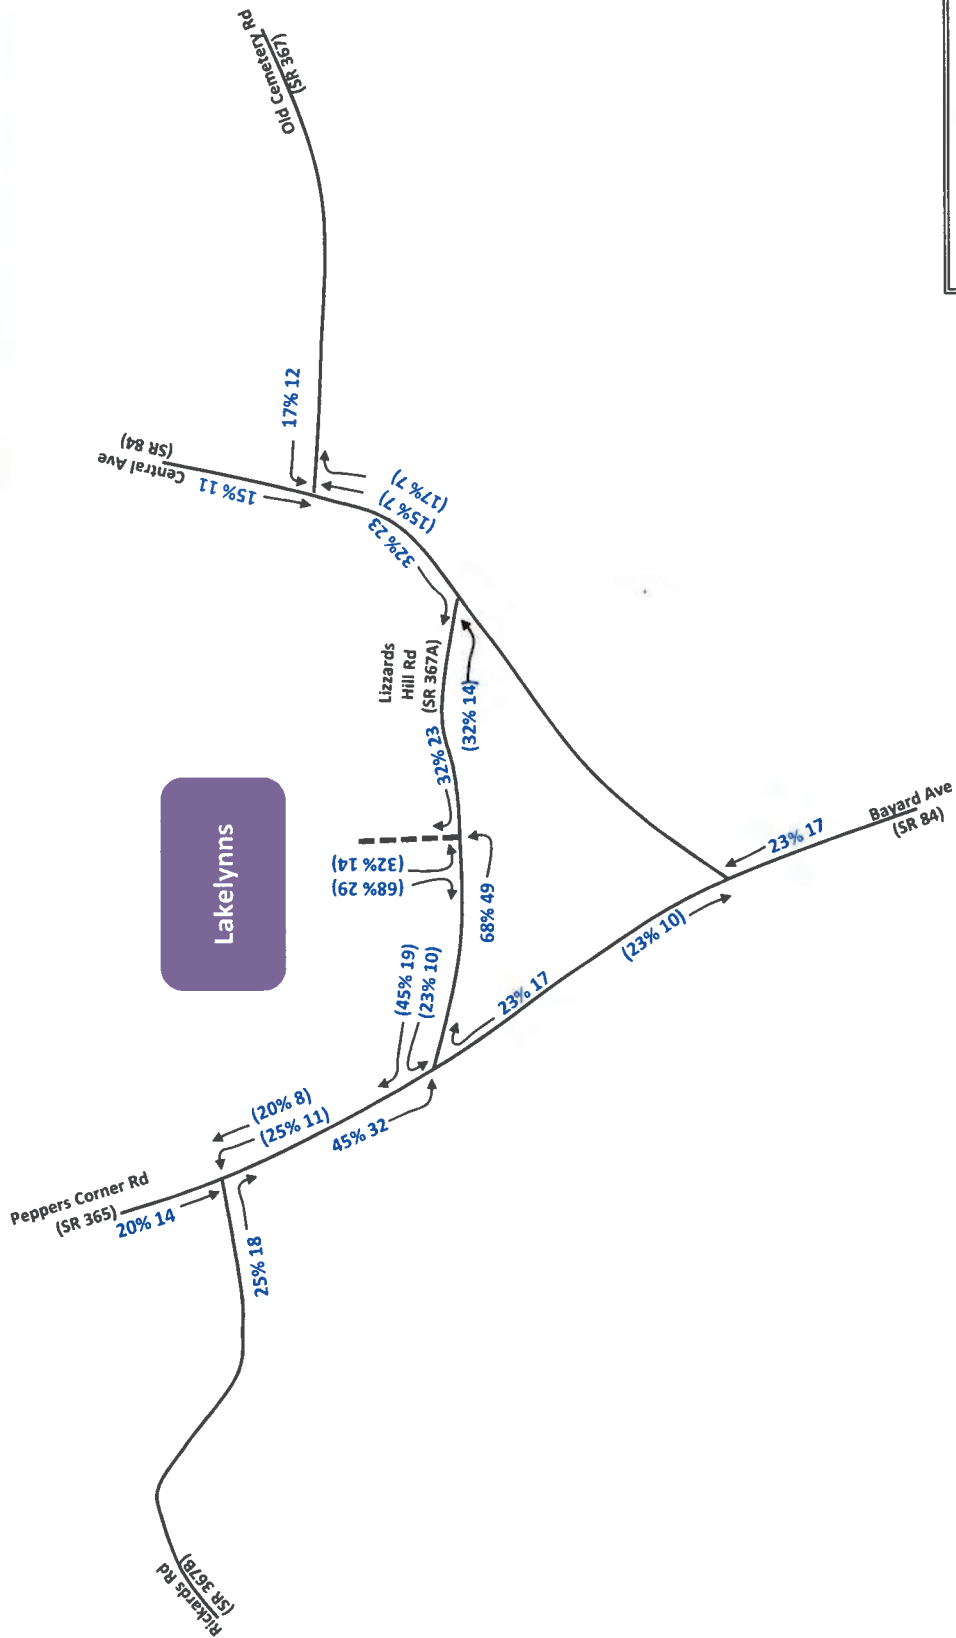 Old Cemetery Rd
(SR 367)
17% 12
Central Ave
(SR 84)
15% 11
(17% 7)
(15% 7)
32% 23
Lizzards
Hill Rd
(SR 367A)
(32% 14)
32% 23
Lakelynns
(32% 14)
(68% 29)
68% 49
Bayard Ave
(SR 84)
23% 17
(23% 10)
23% 17
(45% 19)
(23% 10)
45% 32
(20% 8)
(25% 11)
Peppers Corner Rd
(SR 365)
20% 14
25% 18
Rickards Rd
(SR 367B)